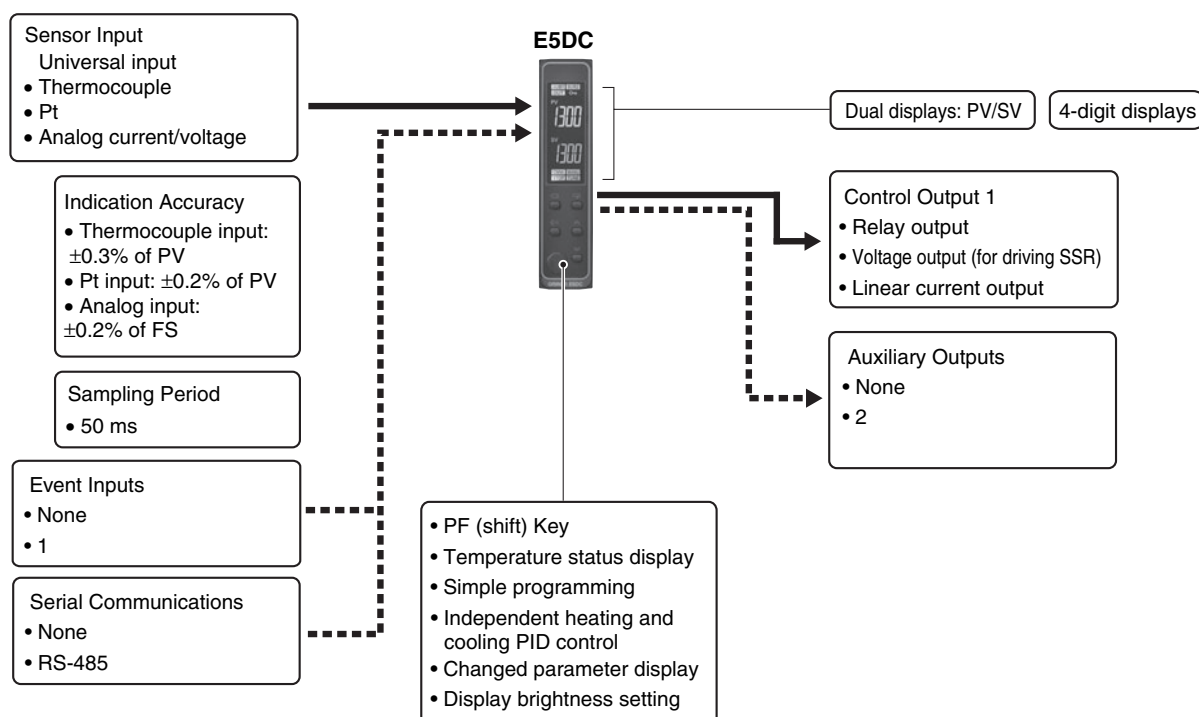 Sensor Input
Universal input
• Thermocouple
• Pt
• Analog current/voltage
Indication Accuracy
• Thermocouple input:
±0.3% of PV
• Pt input: ±0.2% of PV
• Analog input:
±0.2% of FS
Sampling Period
• 50 ms
Event Inputs
• None
• 1
Serial Communications
• None
• RS-485
E5DC
PV
1300
SV
1300
• PF (shift) Key
• Temperature status display
• Simple programming
• Independent heating and
cooling PID control
• Changed parameter display
• Display brightness setting
Dual displays: PV/SV
4-digit displays
Control Output 1
• Relay output
• Voltage output (for driving SSR)
• Linear current output
Auxiliary Outputs
• None
• 2